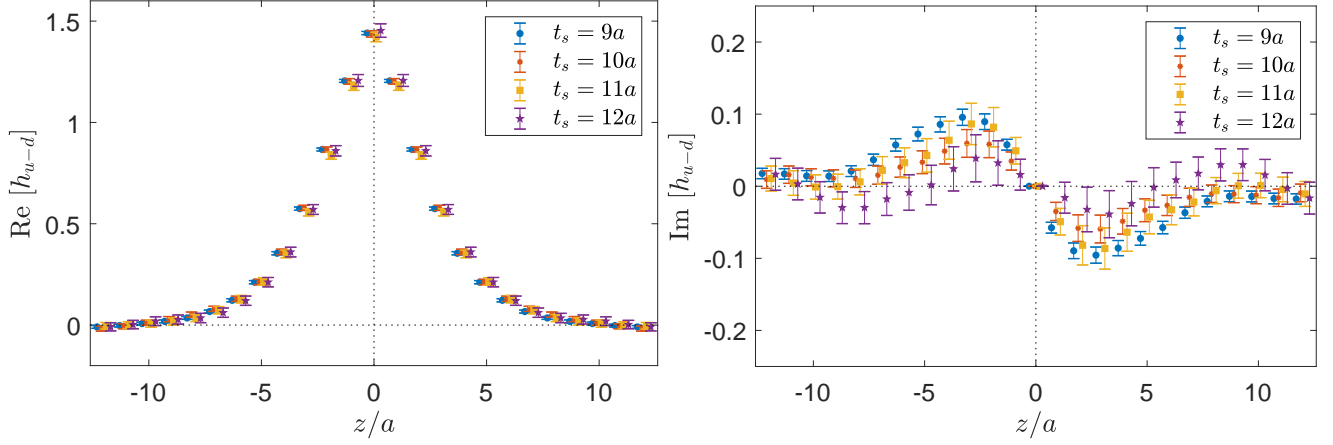 1.5
1
0.5
0
Re [h_{u-d}]
-10
-5
0
5
10
z/a
t_s = 9a
t_s = 10a
t_s = 11a
t_s = 12a
0.2
0.1
0
-0.1
-0.2
Im [h_{u-d}]
-10
-5
0
5
10
z/a
t_s = 9a
t_s = 10a
t_s = 11a
t_s = 12a